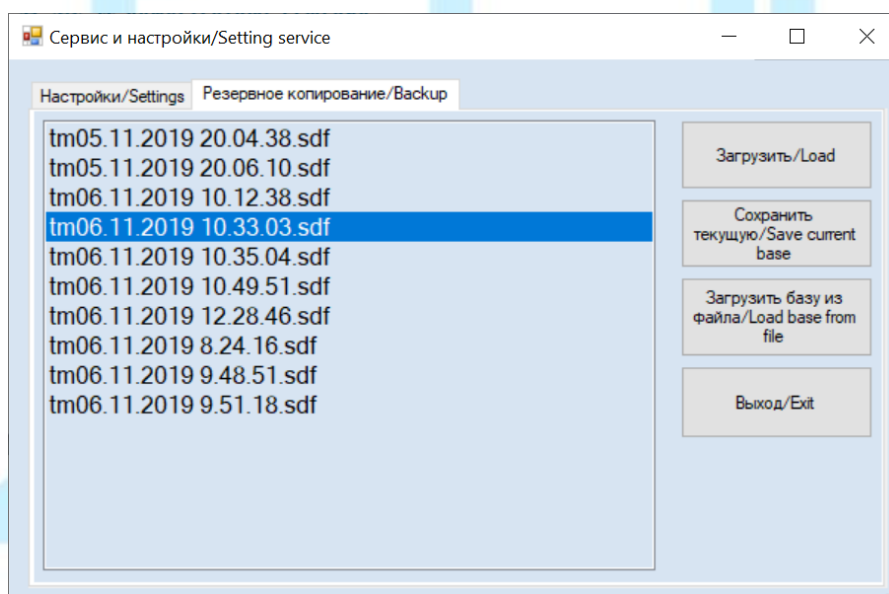 Сервис и настройки/Setting service
Настройки/Settings
Резервное копирование/Backup
tm05.11.2019 20.04.38.sdf
tm05.11.2019 20.06.10.sdf
tm06.11.2019 10.12.38.sdf
tm06.11.2019 10.33.03.sdf
tm06.11.2019 10.35.04.sdf
tm06.11.2019 10.49.51.sdf
tm06.11.2019 12.28.46.sdf
tm06.11.2019 8.24.16.sdf
tm06.11.2019 9.48.51.sdf
tm06.11.2019 9.51.18.sdf
Загрузить/Load
Сохранить
текущую/Save current
base
Загрузить базу из
файла/Load base from
file
Выход/Exit